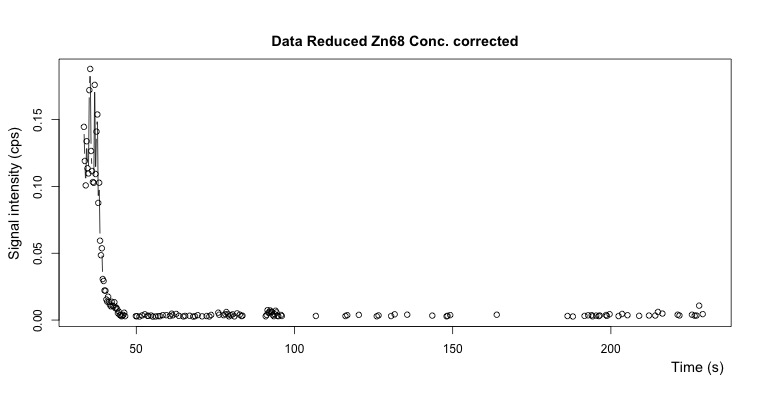 Data Reduced Zn68 Conc. corrected
Signal intensity (cps)
0.15
0.10
0.05
0.00
50 100 150 200
Time (s)